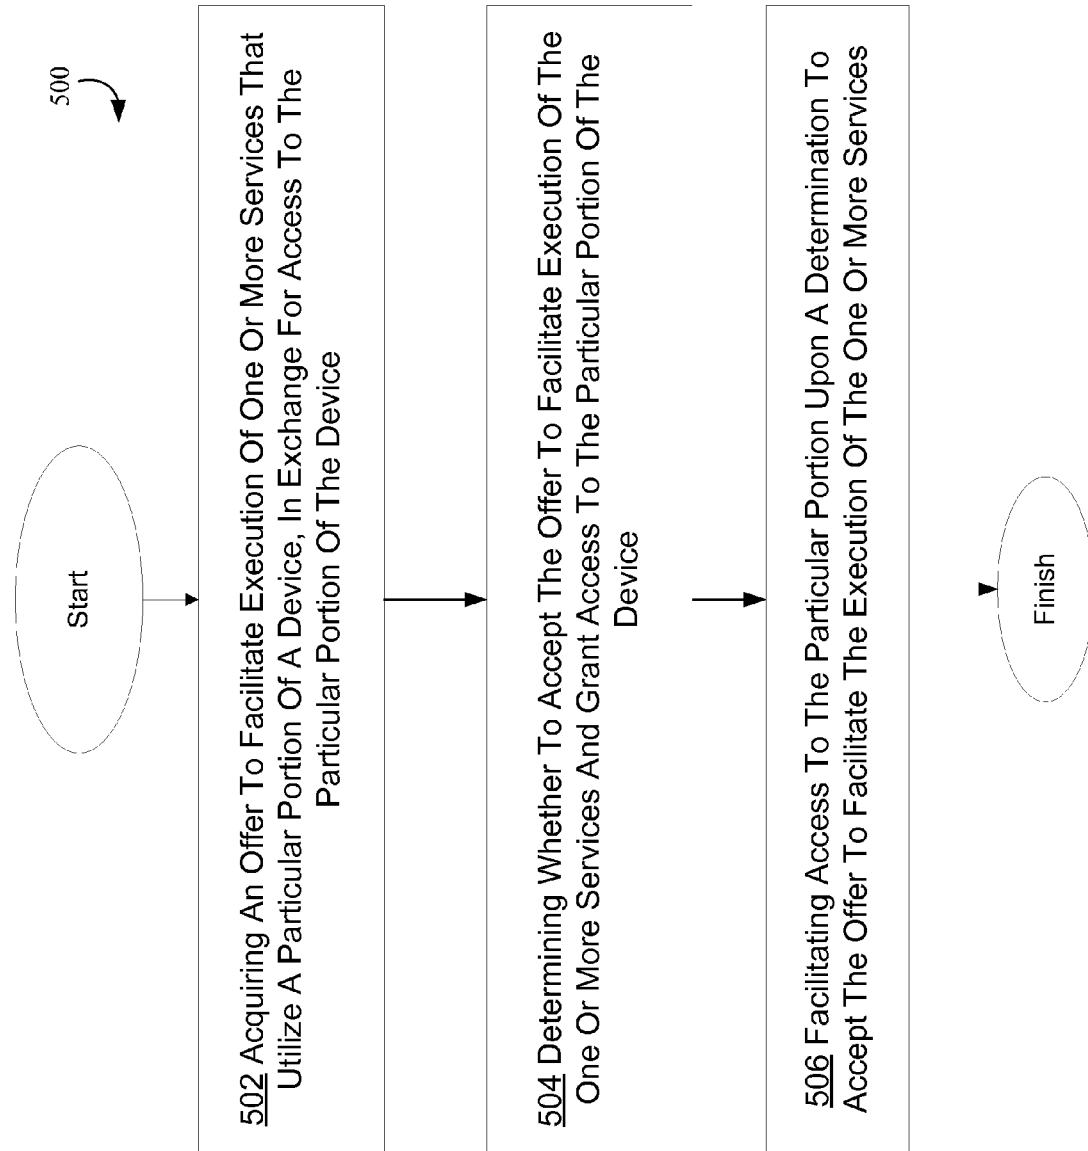 500
Start
502 Acquiring An Offer To Facilitate Execution Of One Or More Services That
Utilize A Particular Portion Of A Device, In Exchange For Access To The
Particular Portion Of The Device
504 Determining Whether To Accept The Offer To Facilitate Execution Of The
One Or More Services And Grant Access To The Particular Portion Of The
Device
506 Facilitating Access To The Particular Portion Upon A Determination To
Accept The Offer To Facilitate The Execution Of The One Or More Services
Finish